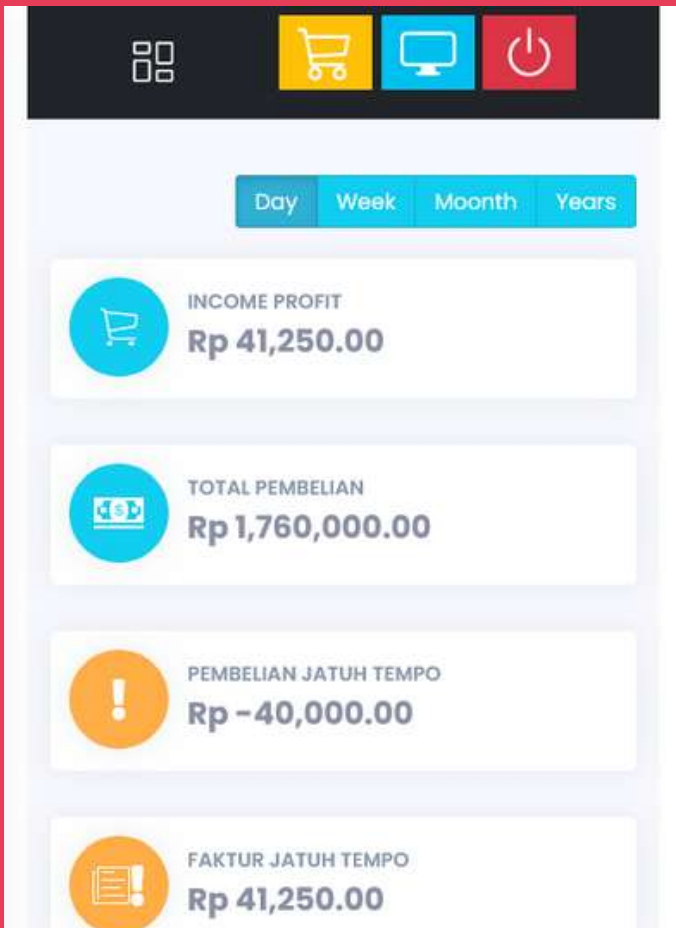 Day Week Moonth Years
INCOME PROFIT
Rp 41,250.00
TOTAL PEMBELIAN
Rp 1,760,000.00
PEMBELIAN JATUH TEMPO
Rp -40,000.00
FAKTUR JATUH TEMPO
Rp 41,250.00